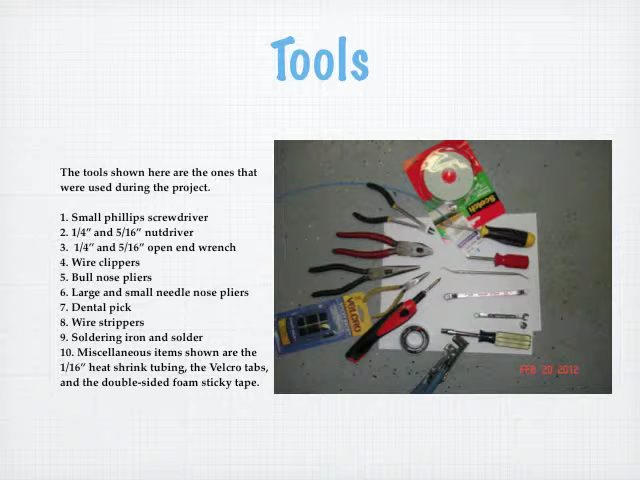 Tools
The tools shown here are the ones that
were used during the project.
1. Small phillips screwdriver
2. 1/4” and 5/16” nutdriver
3.  1/4” and 5/16” open end wrench
4. Wire clippers
5. Bull nose pliers
6. Large and small needle nose pliers
7. Dental pick
8. Wire strippers
9. Soldering iron and solder
10. Miscellaneous items shown are the
1/16” heat shrink tubing, the Velcro tabs,
and the double-sided foam sticky tape.
Scotch
VELCRO
FEB 20 2012